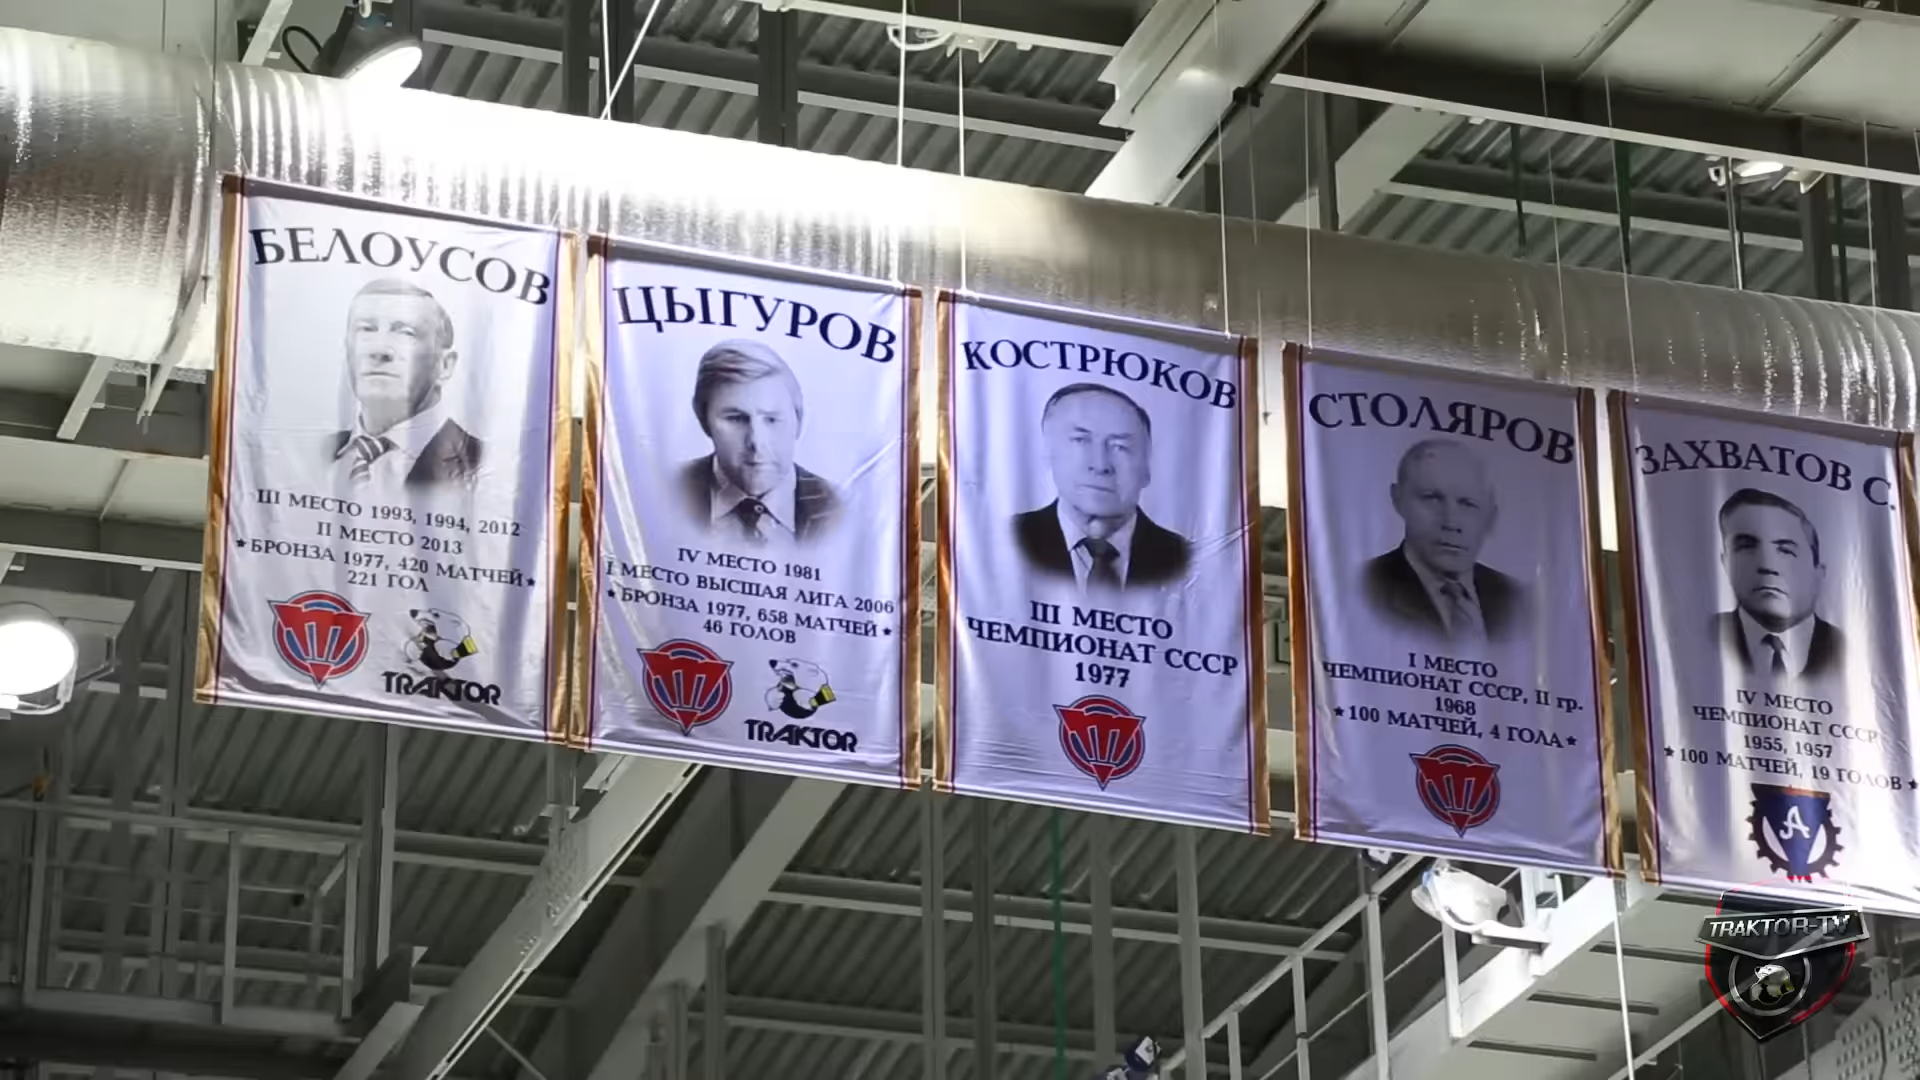 БЕЛОУСОВ
III МЕСТО 1993, 1994, 2012
II МЕСТО 2013
★БРОНЗА 1977, 420 МАТЧЕЙ★
221 ГОЛ
TRAKTOR
ЦЫГУРОВ
IV МЕСТО 1981
I МЕСТО ВЫСШАЯ ЛИГА 2006
★БРОНЗА 1977, 658 МАТЧЕЙ★
46 ГОЛОВ
TRAKTOR
КОСТРЮКОВ
III МЕСТО
ЧЕМПИОНАТ СССР
1977
СТОЛЯРОВ
I МЕСТО
ЧЕМПИОНАТ СССР, II гр.
1968
★100 МАТЧЕЙ, 4 ГОЛА★
ЗАХВАТОВ С.
IV МЕСТО
ЧЕМПИОНАТ СССР
1955, 1957
★100 МАТЧЕЙ, 19 ГОЛОВ★
А
TRAKTOR-TV